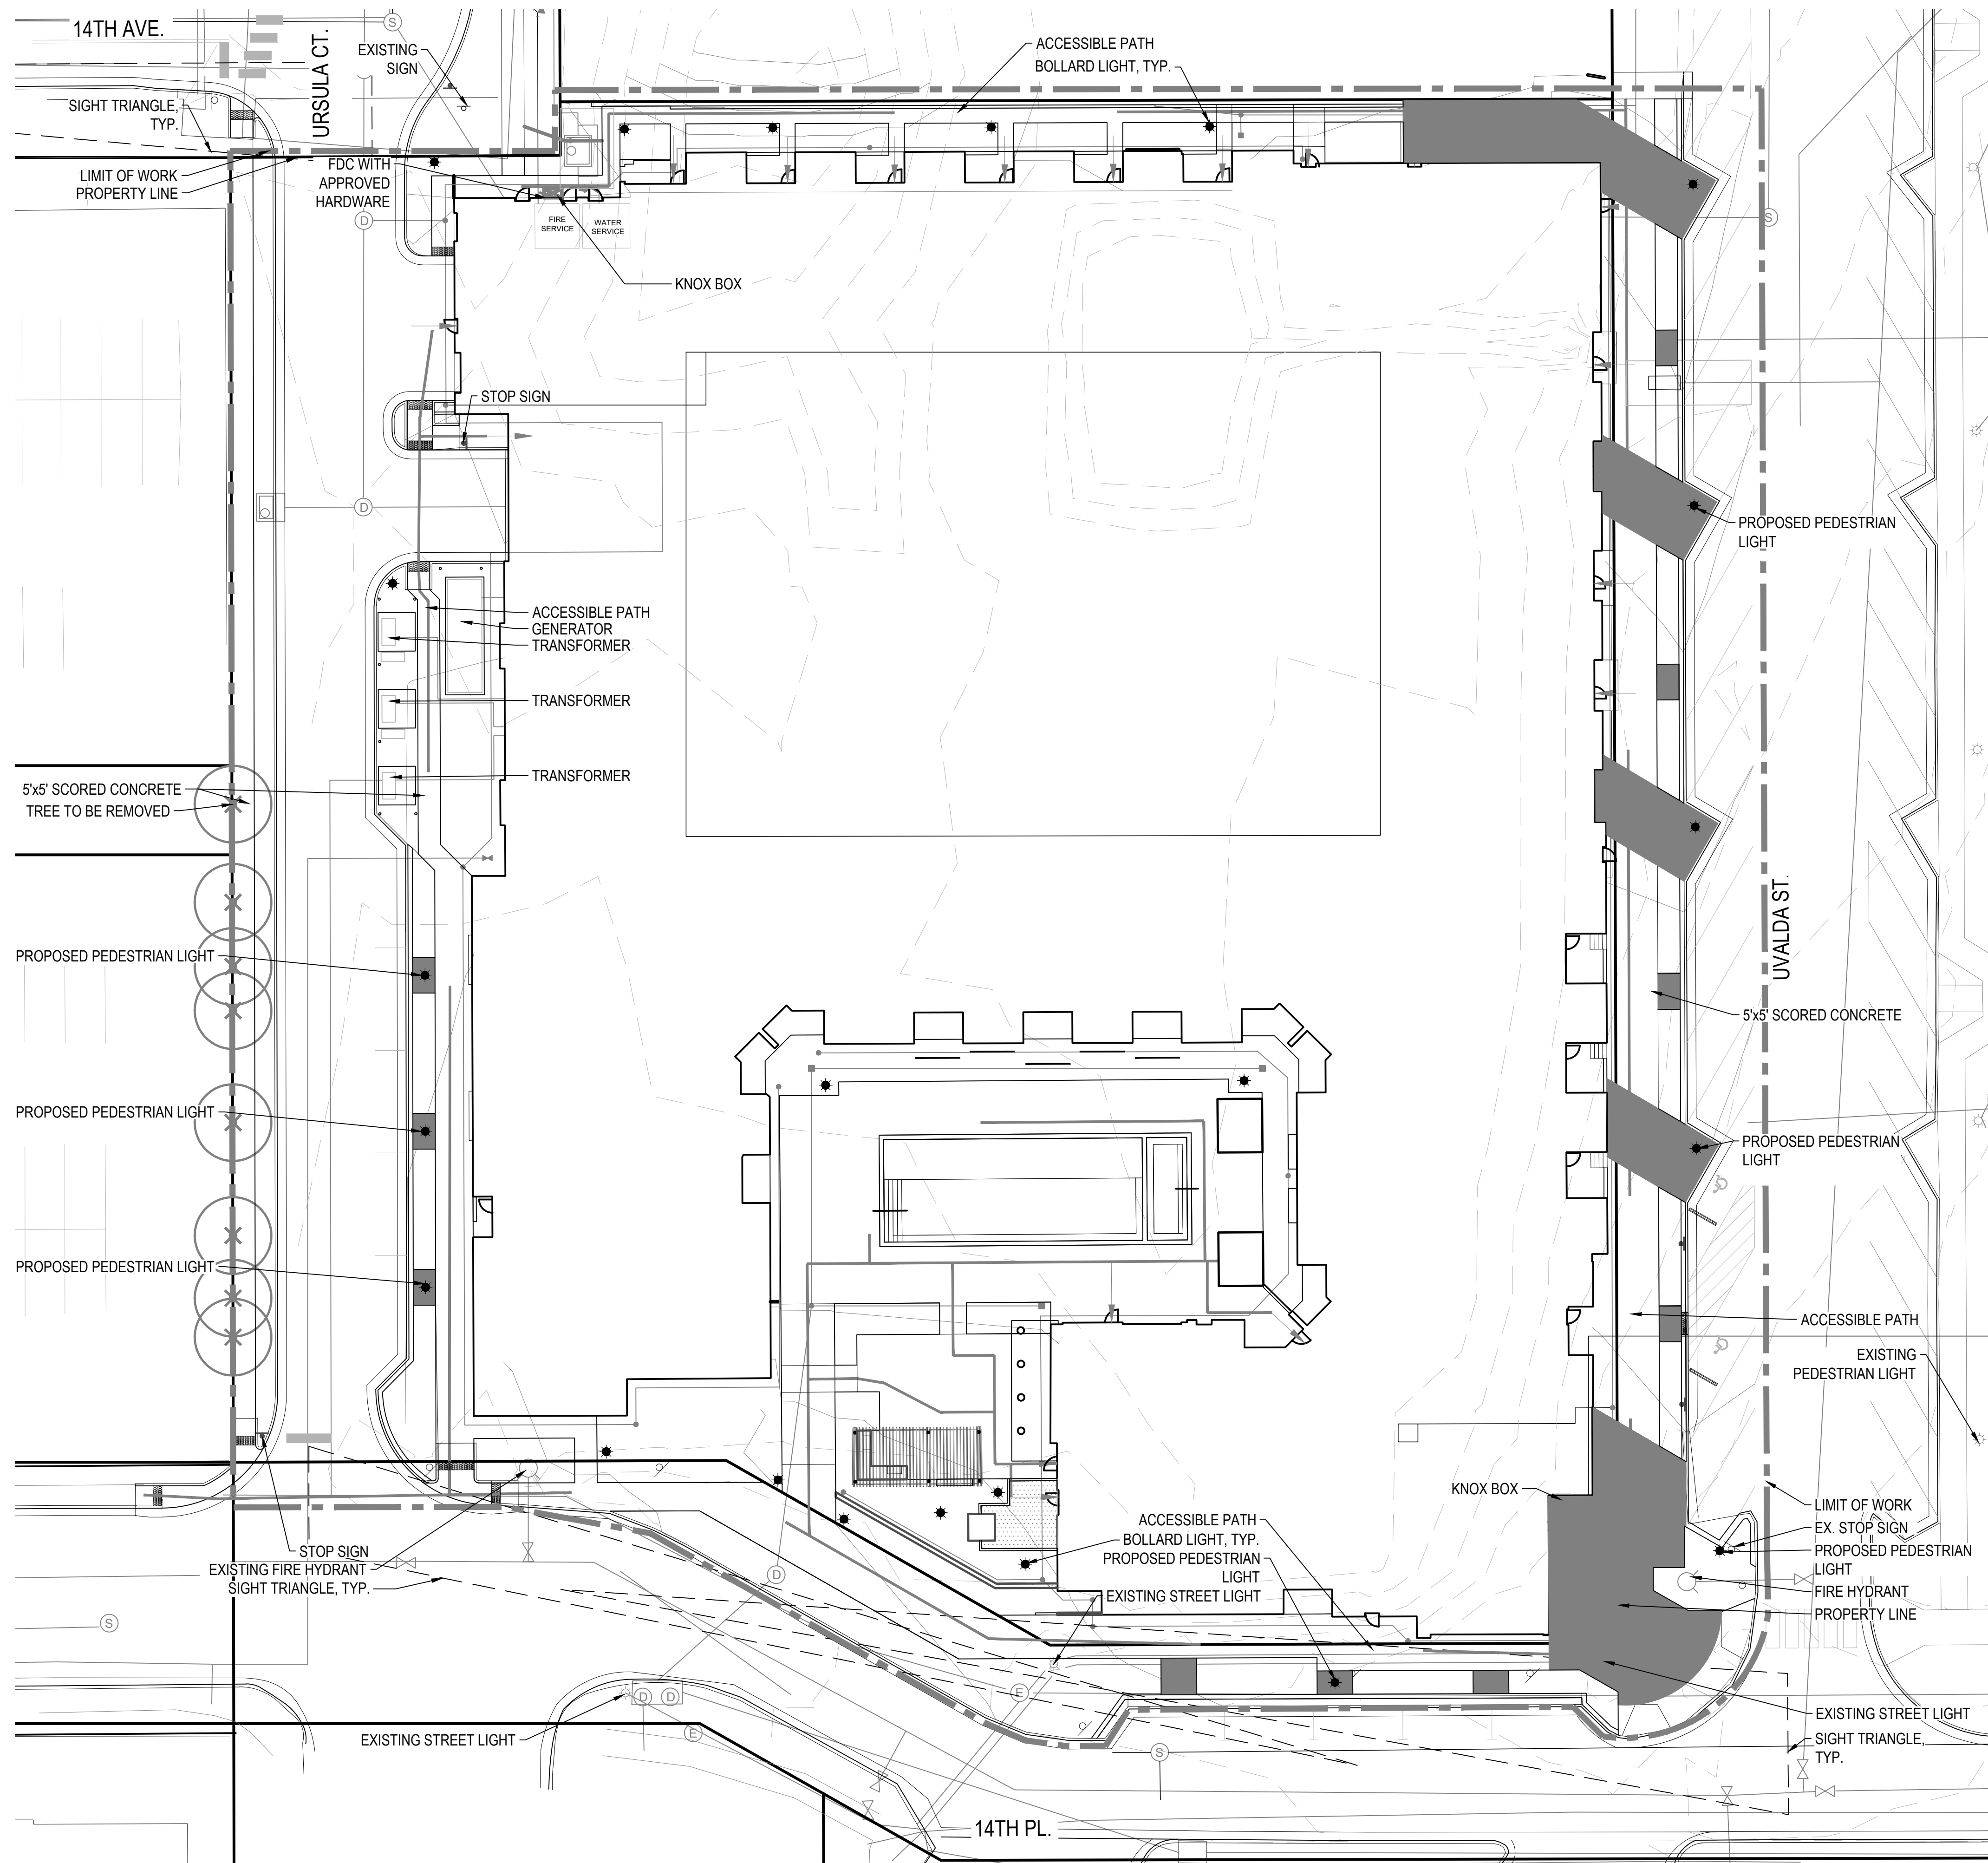 14TH AVE.
URSULA CT.
EXISTING
SIGN
S
ACCESSIBLE PATH
BOLLARD LIGHT, TYP.
SIGHT TRIANGLE,
TYP.
LIMIT OF WORK
PROPERTY LINE
FDC WITH
APPROVED
HARDWARE
D
FIRE
SERVICE
WATER
SERVICE
S
KNOX BOX
STOP SIGN
D
PROPOSED PEDESTRIAN
LIGHT
ACCESSIBLE PATH
GENERATOR
TRANSFORMER
TRANSFORMER
TRANSFORMER
5'x5' SCORED CONCRETE
TREE TO BE REMOVED
UVALDA ST.
PROPOSED PEDESTRIAN LIGHT
5'x5' SCORED CONCRETE
PROPOSED PEDESTRIAN LIGHT
PROPOSED PEDESTRIAN
LIGHT
PROPOSED PEDESTRIAN LIGHT
ACCESSIBLE PATH
EXISTING
PEDESTRIAN LIGHT
KNOX BOX
LIMIT OF WORK
EX. STOP SIGN
PROPOSED PEDESTRIAN
LIGHT
FIRE HYDRANT
PROPERTY LINE
ACCESSIBLE PATH
BOLLARD LIGHT, TYP.
PROPOSED PEDESTRIAN
LIGHT
EXISTING STREET LIGHT
STOP SIGN
EXISTING FIRE HYDRANT
SIGHT TRIANGLE, TYP.
D
S
E
D
D
E
S
EXISTING STREET LIGHT
EXISTING STREET LIGHT
SIGHT TRIANGLE,
TYP.
14TH PL.